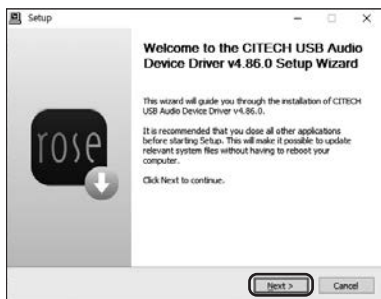 Setup
Welcome to the CITECH USB Audio
Device Driver v4.86.0 Setup Wizard
This wizard will guide you through the installation of CITECH
USB Audio Device Driver v4.86.0.
It is recommended that you close all other applications
before starting Setup. This will make it possible to update
relevant system files without having to reboot your
computer.
Click Next to continue.
rose
Next >
Cancel